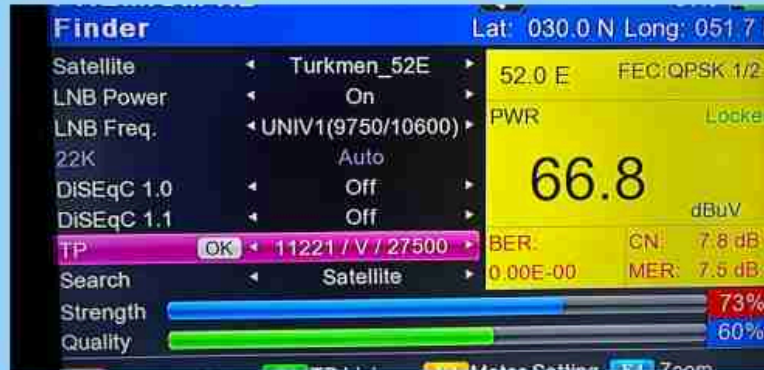 Finder
Lat: 030.0 N Long: 051.7
Satellite Turkmen_52E
LNB Power On
LNB Freq. UNIV1(9750/10600)
22K Auto
DiSEqC 1.0 Off
DiSEqC 1.1 Off
TP OK 11221 / V / 27500
Search Satellite
Strength 73%
Quality 60%
52.0 E FEC:QPSK 1/2
PWR Locke
66.8
dBuV
BER: CN: 7.8 dB
0.00E-00 MER: 7.5 dB
Zoom